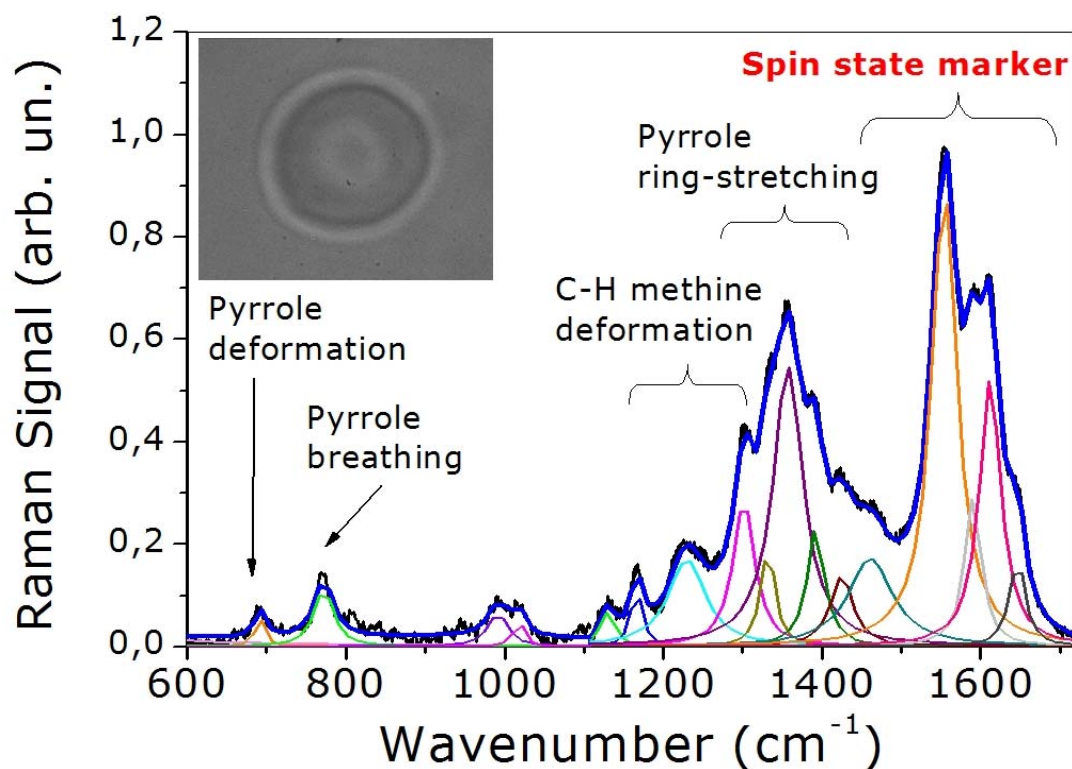 Raman Signal (arb. un.)
1,2
1,0
0,8
0,6
0,4
0,2
0,0
Spin state marker
Pyrrole
ring-stretching
C-H methine
deformation
Pyrrole
deformation
Pyrrole
breathing
600 800 1000 1200 1400 1600
Wavenumber (cm⁻¹)